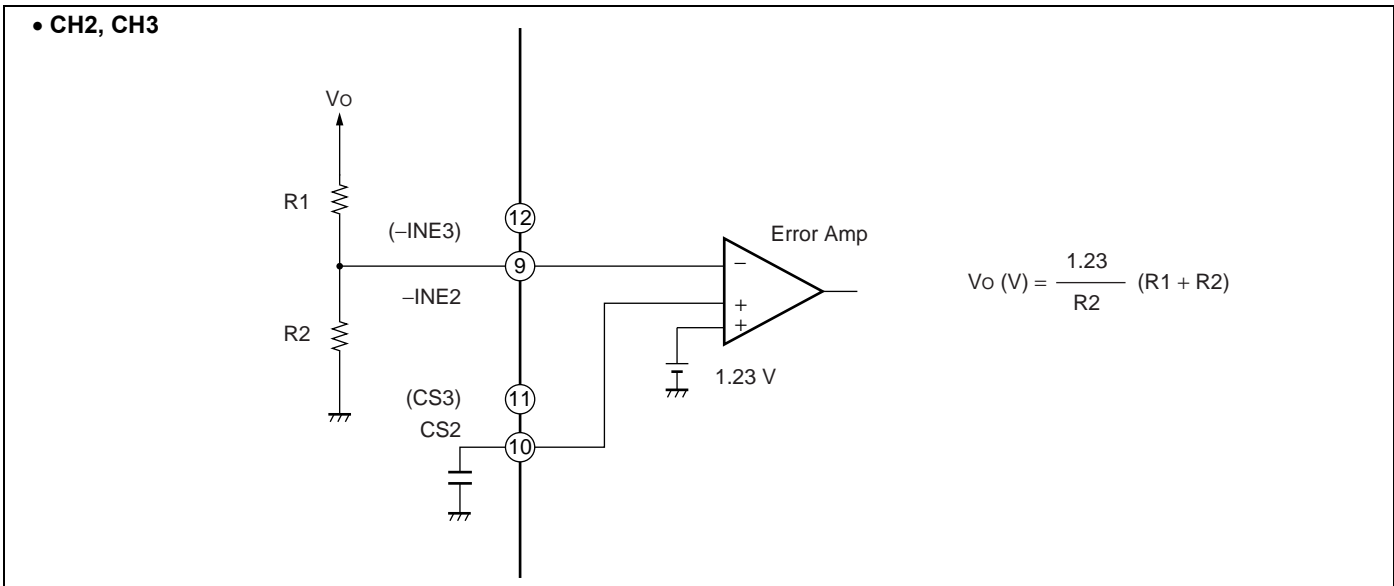 • CH2, CH3
Vo
R1
(−INE3)
12
9
−INE2
R2
(CS3)
11
CS2
10
Error Amp
−
+
+
1.23 V
Vo (V) = 1.23 / R2 (R1 + R2)